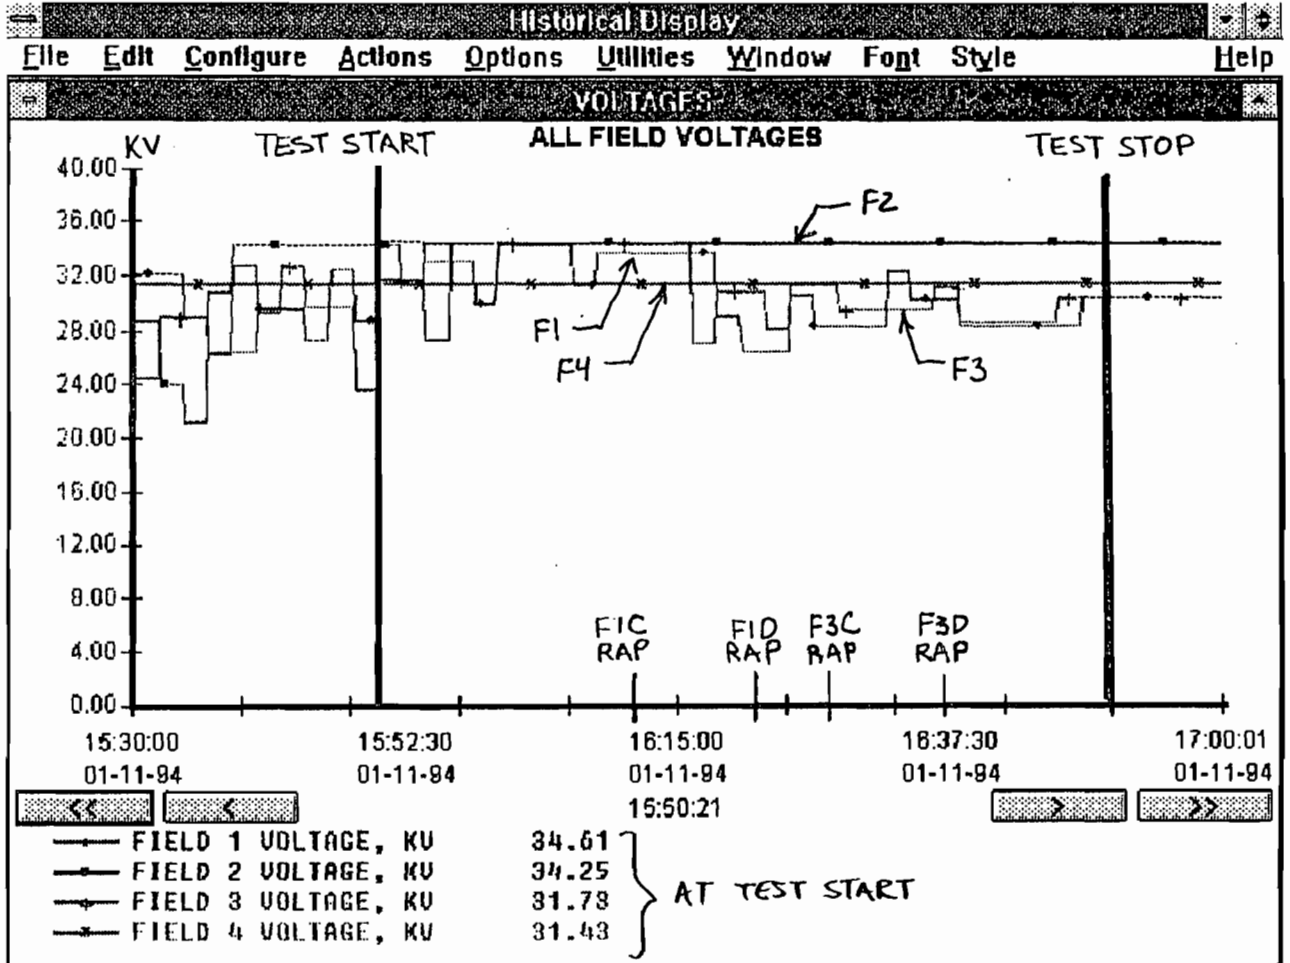 Historical Display
File Edit Configure Actions Options Utilities Window Font Style Help
VOLTAGES
KV TEST START ALL FIELD VOLTAGES TEST STOP
40.00
36.00
F2
32.00
28.00
F1
F4
F3
24.00
20.00
16.00
12.00
8.00
F1C F1D F3C F3D
RAP RAP RAP RAP
4.00
0.00
15:30:00 15:52:30 16:15:00 16:37:30 17:00:01
01-11-94 01-11-94 01-11-94 01-11-94 01-11-94
<< < 15:50:21 > >>
FIELD 1 VOLTAGE, KV 34.61
FIELD 2 VOLTAGE, KV 34.25
AT TEST START
FIELD 3 VOLTAGE, KV 31.73
FIELD 4 VOLTAGE, KV 31.43